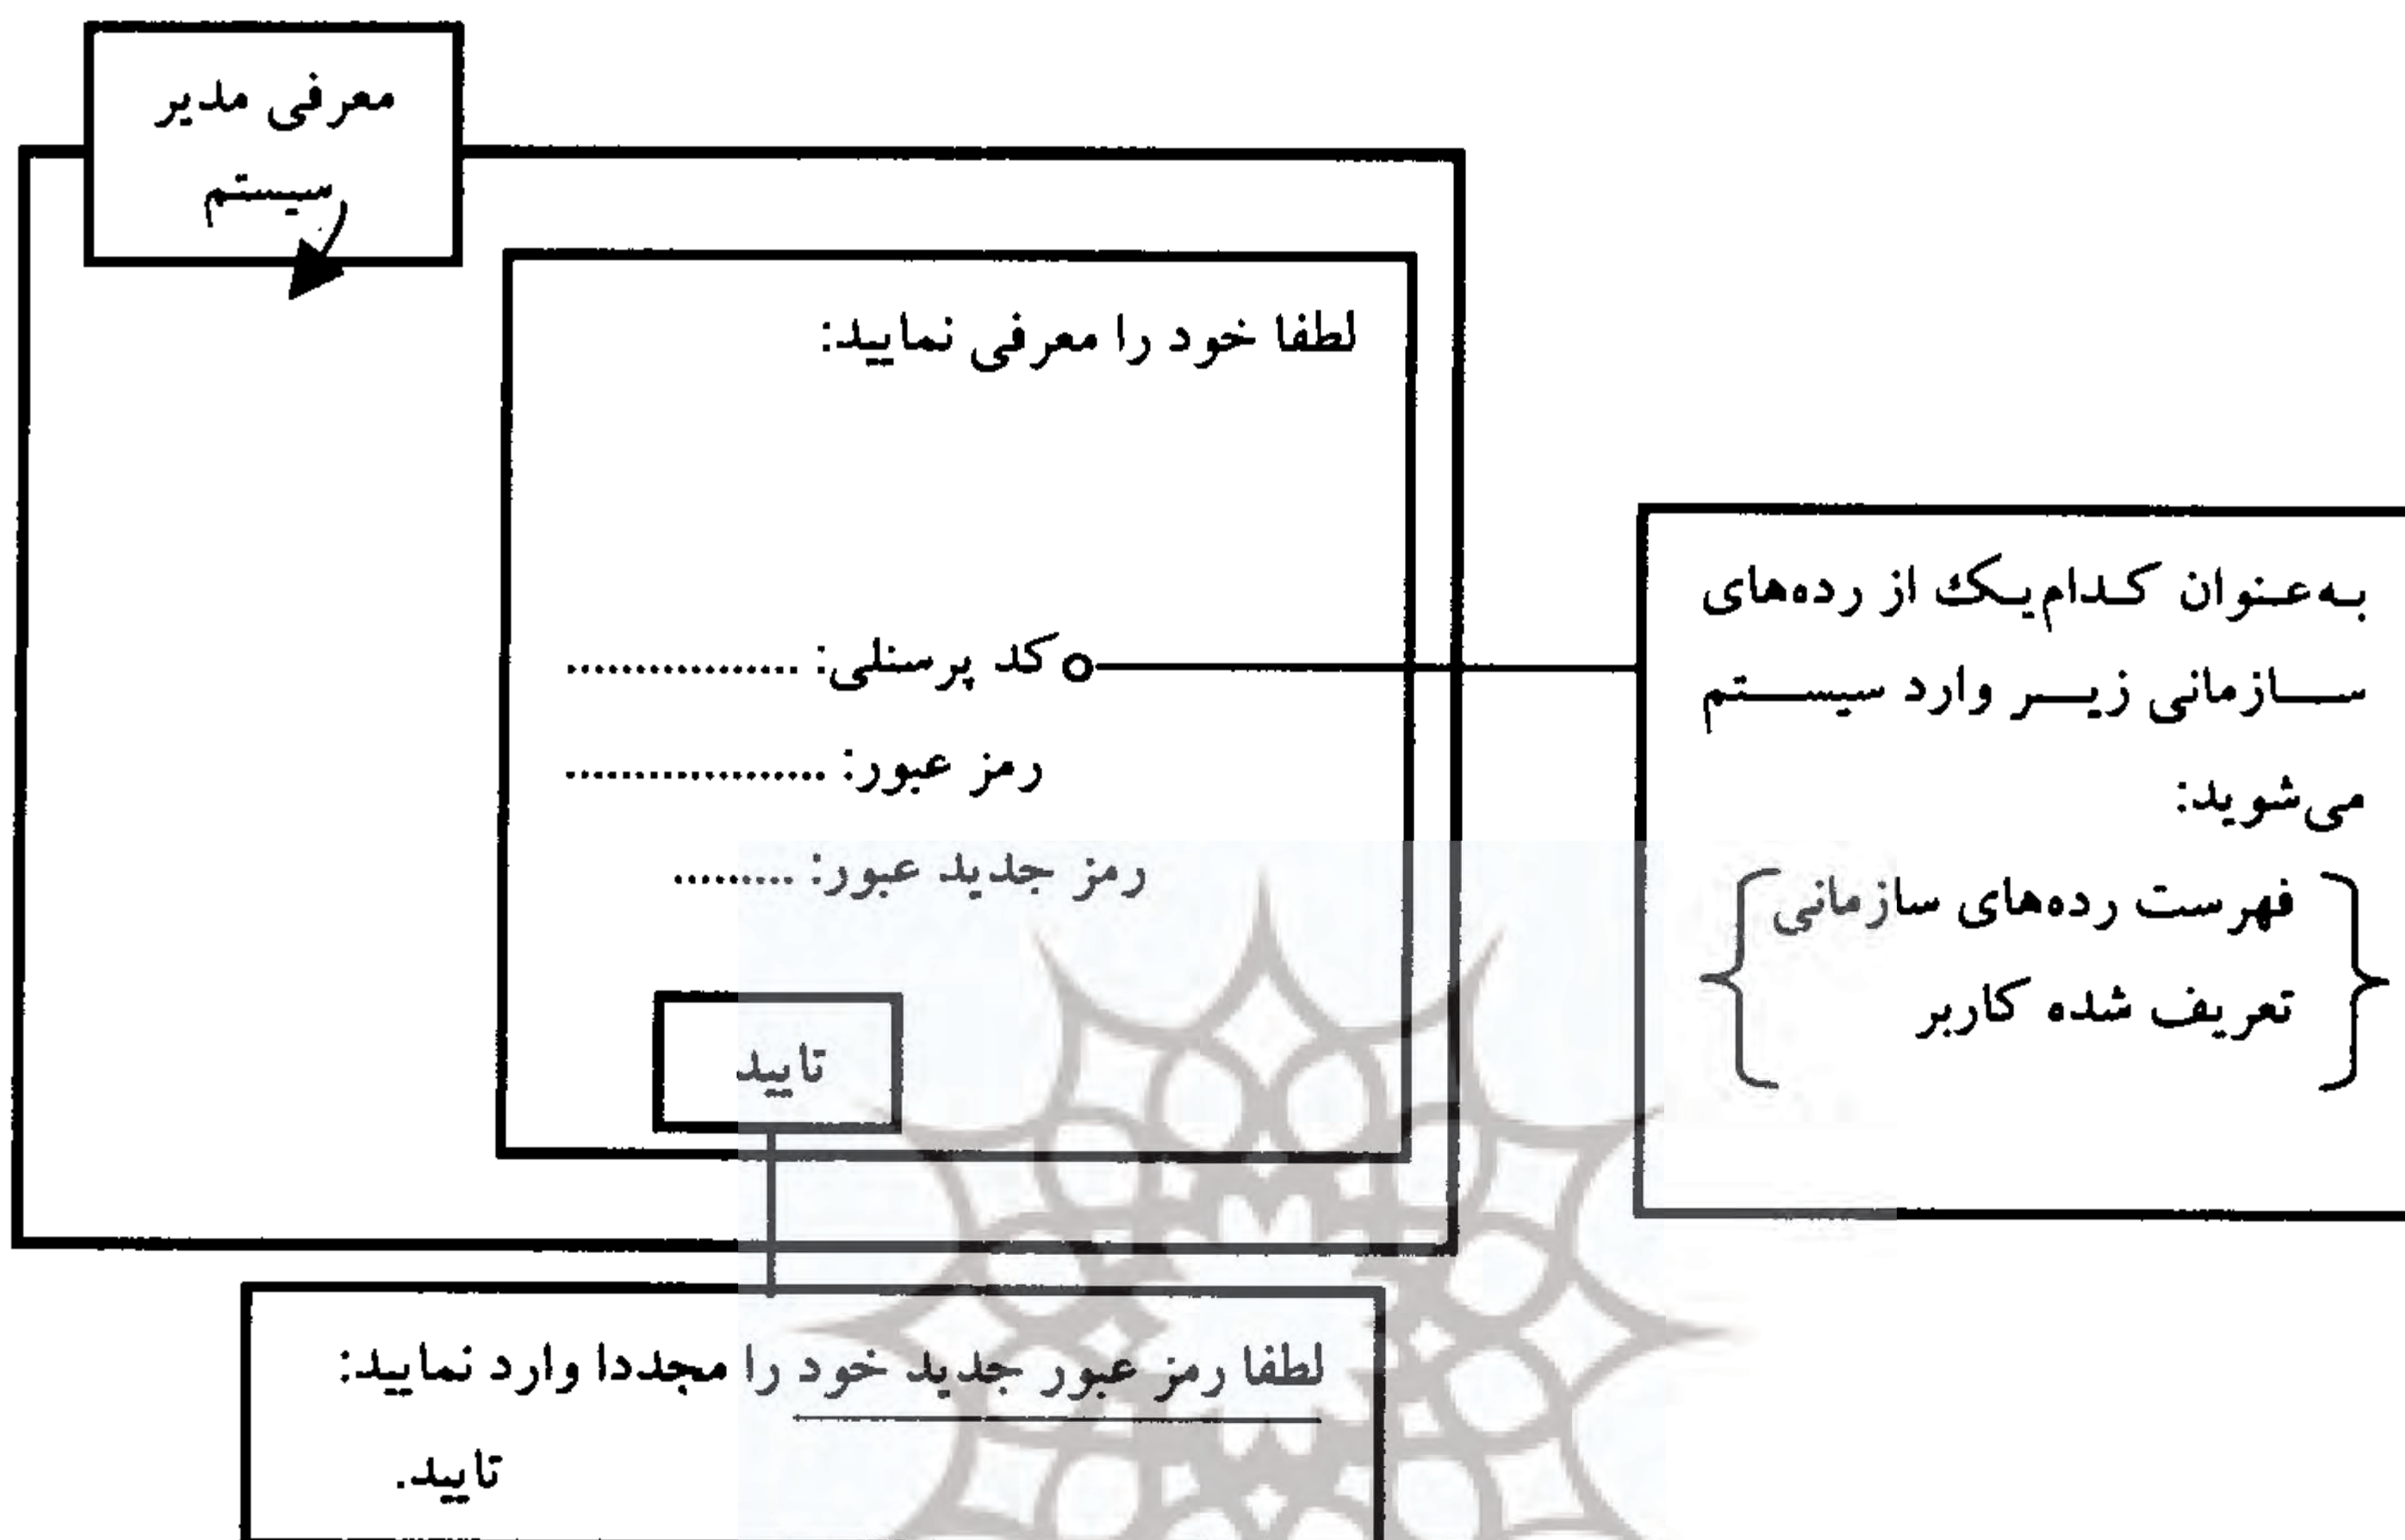 معرفی مدیر
سیستم
لطفا خود را معرفی نمایید:
کد پرسنلی: ................
رمز عبور: ..................
رمز جدید عبور: .........
تایید
به‌عنوان کدام‌یک از رده‌های
سازمانی زیر وارد سیستم
می‌شوید:
فهرست رده‌های سازمانی
تعریف شده کاربر
لطفا رمز عبور جدید خود را مجددا وارد نمایید:
تایید.